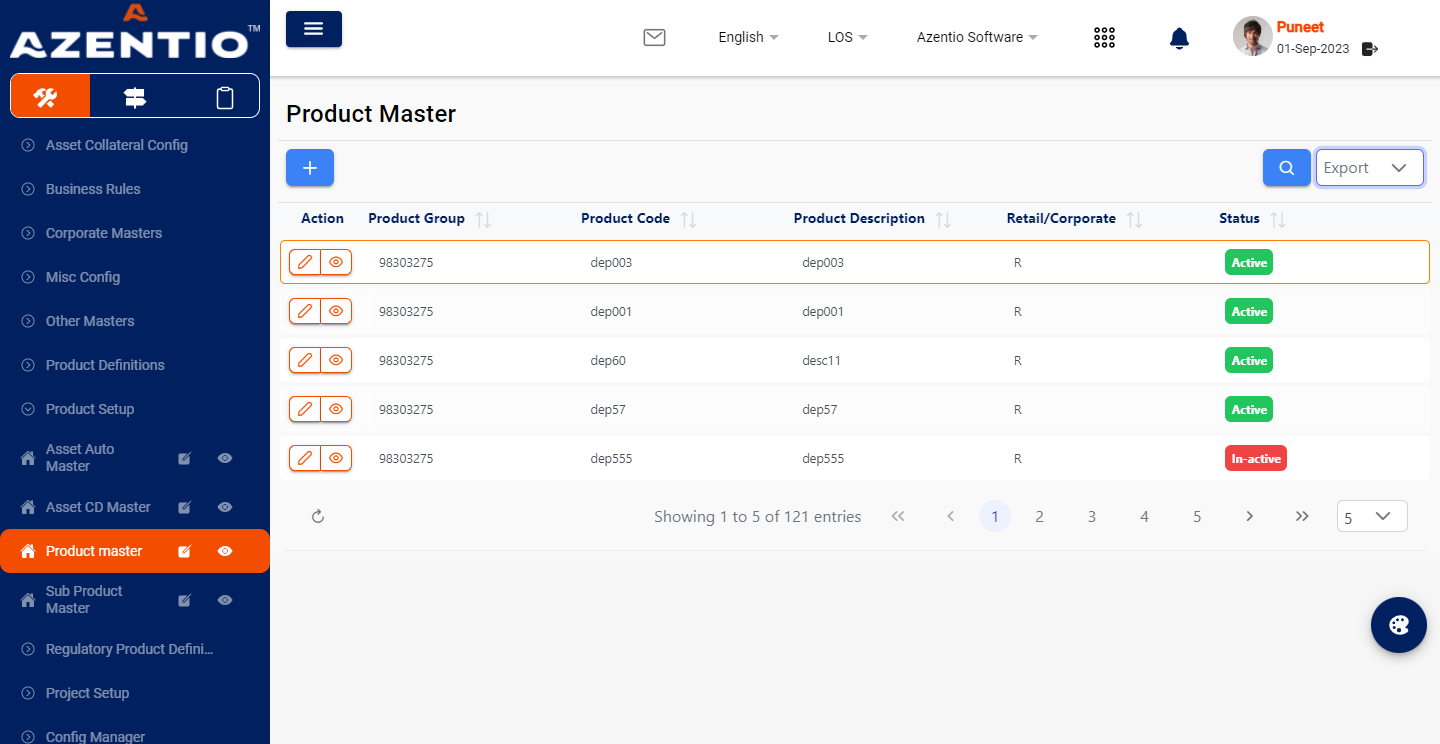 AZENTIO™
English
LOS
Azentio Software
Puneet
01-Sep-2023
Asset Collateral Config
Business Rules
Corporate Masters
Misc Config
Other Masters
Product Definitions
Product Setup
Asset Auto
Master
Asset CD Master
Product master
Sub Product
Master
Regulatory Product Defini...
Project Setup
Config Manager
Product Master
Export
Action Product Group Product Code Product Description Retail/Corporate Status
98303275 dep003 dep003 R Active
98303275 dep001 dep001 R Active
98303275 dep60 desc11 R Active
98303275 dep57 dep57 R Active
98303275 dep555 dep555 R In-active
Showing 1 to 5 of 121 entries 1 2 3 4 5 5